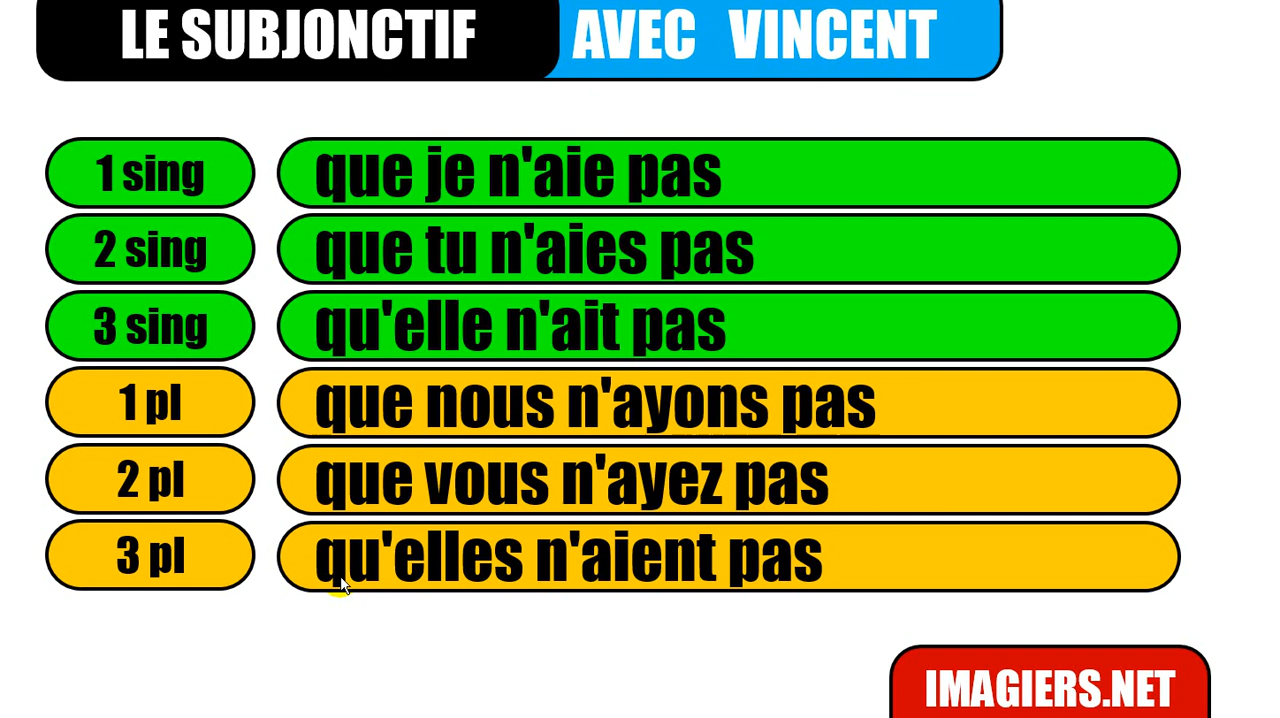 LE SUBJONCTIF AVEC VINCENT
1 sing que je n'aie pas
2 sing que tu n'aies pas
3 sing qu'elle n'ait pas
1 pl que nous n'ayons pas
2 pl que vous n'ayez pas
3 pl qu'elles n'aient pas
IMAGIERS.NET